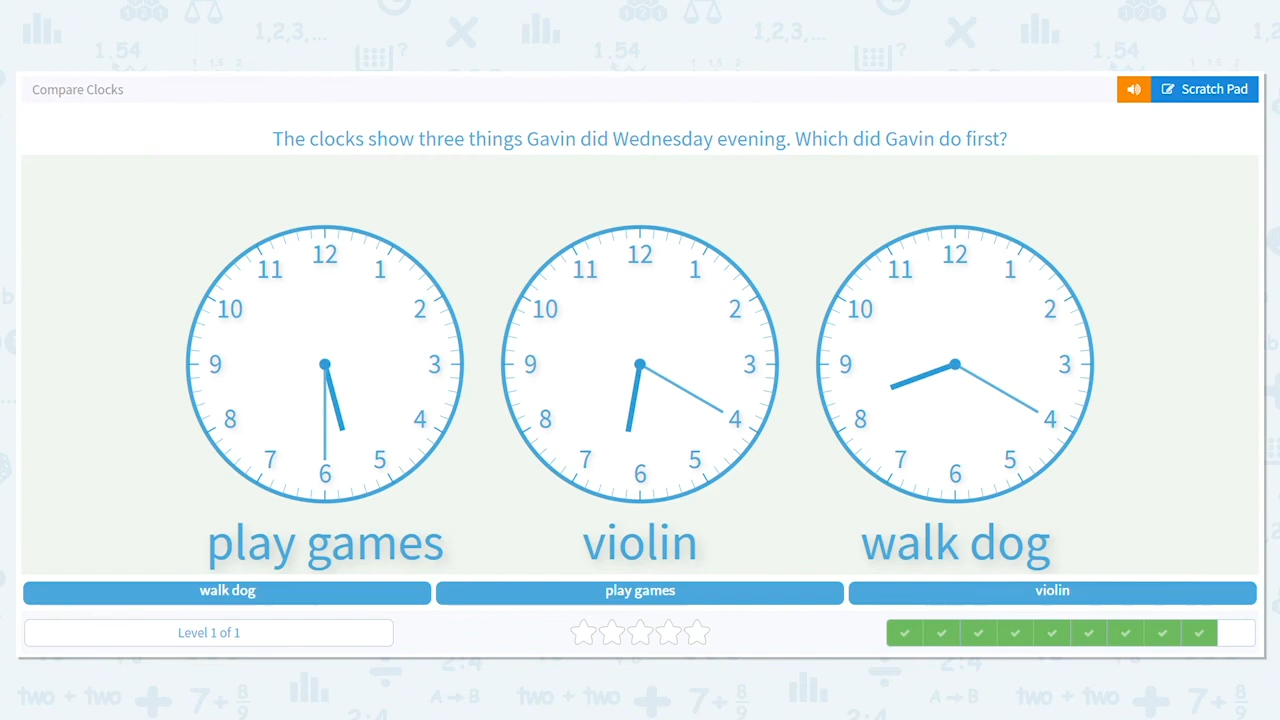 Compare Clocks
Scratch Pad
The clocks show three things Gavin did Wednesday evening. Which did Gavin do first?
12 1 2 3 4 5 6 7 8 9 10 11
12 1 2 3 4 5 6 7 8 9 10 11
12 1 2 3 4 5 6 7 8 9 10 11
play games
violin
walk dog
walk dog
play games
violin
Level 1 of 1